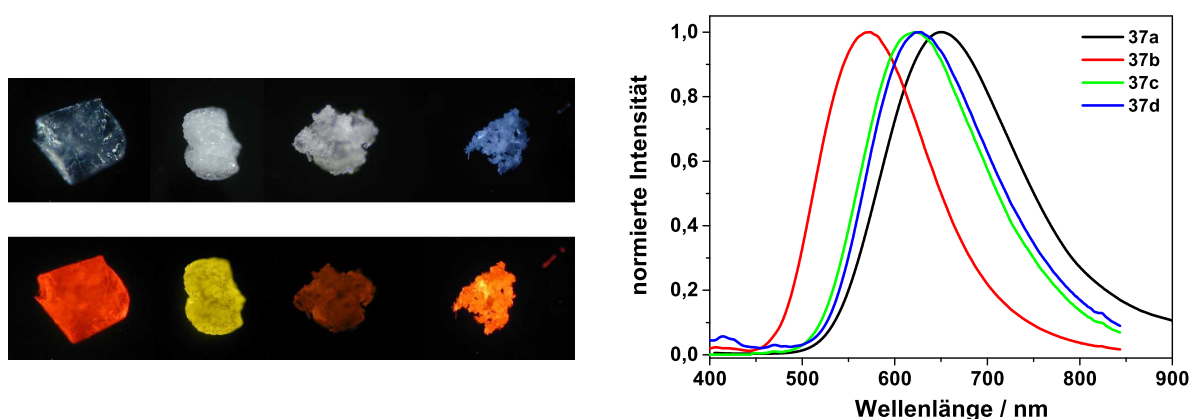 1,0
0,8
0,6
0,4
0,2
0,0
normierte Intensität
37a
37b
37c
37d
400 500 600 700 800 900
Wellenlänge / nm